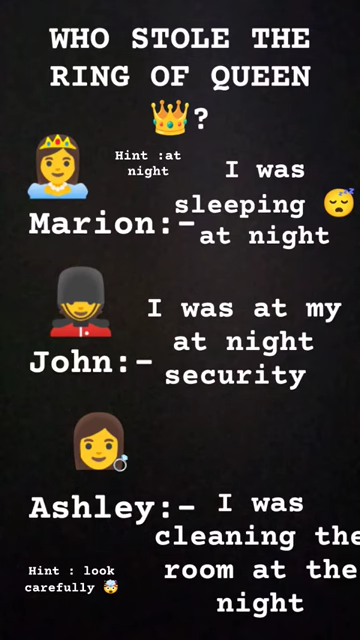 WHO STOLE THE
RING OF QUEEN
👑?
Hint :at
night
I was
sleeping 😴
at night
Marion:-
I was at my
at night
security
John:-
Ashley:-
I was
cleaning the
room at the
night
Hint : look
carefully 🤯